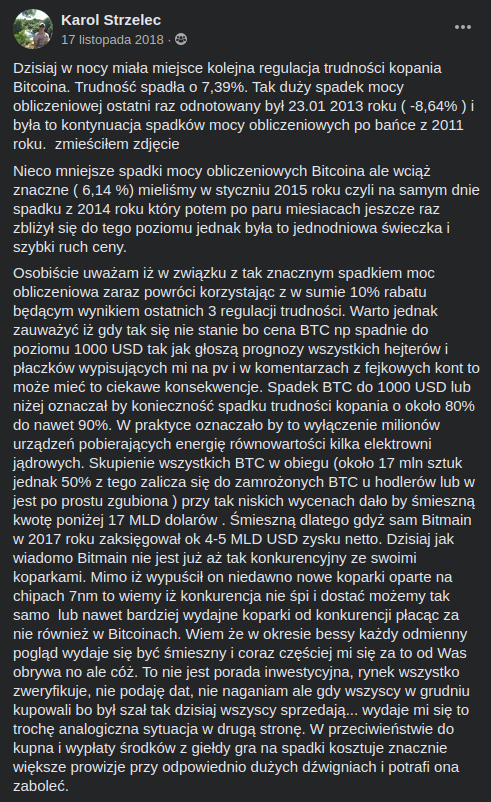 Karol Strzelec
17 listopada 2018 ·
Dzisiaj w nocy miała miejsce kolejna regulacja trudności kopania
Bitcoina. Trudność spadła o 7,39%. Tak duży spadek mocy
obliczeniowej ostatni raz odnotowany był 23.01 2013 roku ( -8,64% ) i
była to kontynuacja spadków mocy obliczeniowych po bańce z 2011
roku.  zmieściłem zdjęcie
Nieco mniejsze spadki mocy obliczeniowych Bitcoina ale wciąż
znaczne ( 6,14 %) mieliśmy w styczniu 2015 roku czyli na samym dnie
spadku z 2014 roku który potem po paru miesiacach jeszcze raz
zbliżył się do tego poziomu jednak była to jednodniowa świeczka i
szybki ruch ceny.
Osobiście uważam iż w związku z tak znacznym spadkiem moc
obliczeniowa zaraz powróci korzystając z w sumie 10% rabatu
będącym wynikiem ostatnich 3 regulacji trudności. Warto jednak
zauważyć iż gdy tak się nie stanie bo cena BTC np spadnie do
poziomu 1000 USD tak jak głoszą prognozy wszystkich hejterów i
płaczków wypisujących mi na pv i w komentarzach z fejkowych kont to
może mieć to ciekawe konsekwencje. Spadek BTC do 1000 USD lub
niżej oznaczał by konieczność spadku trudności kopania o około 80%
do nawet 90%. W praktyce oznaczało by to wyłączenie milionów
urządzeń pobierających energię równowartości kilka elektrowni
jądrowych. Skupienie wszystkich BTC w obiegu (około 17 mln sztuk
jednak 50% z tego zalicza się do zamrożonych BTC u hodlerów lub w
jest po prostu zgubiona ) przy tak niskich wycenach dało by śmieszną
kwotę poniżej 17 MLD dolarów . Śmieszną dlatego gdyż sam Bitmain
w 2017 roku zaksięgował ok 4-5 MLD USD zysku netto. Dzisiaj jak
wiadomo Bitmain nie jest już aż tak konkurencyjny ze swoimi
koparkami. Mimo iż wypuścił on niedawno nowe koparki oparte na
chipach 7nm to wiemy iż konkurencja nie śpi i dostać możemy tak
samo  lub nawet bardziej wydajne koparki od konkurencji płacąc za
nie również w Bitcoinach. Wiem że w okresie bessy każdy odmienny
pogląd wydaje się być śmieszny i coraz częściej mi się za to od Was
obrywa no ale cóż. To nie jest porada inwestycyjna, rynek wszystko
zweryfikuje, nie podaję dat, nie naganiam ale gdy wszyscy w grudniu
kupowali bo był szał tak dzisiaj wszyscy sprzedają... wydaje mi się to
trochę analogiczna sytuacja w drugą stronę. W przeciwieństwie do
kupna i wypłaty środków z giełdy gra na spadki kosztuje znacznie
większe prowizje przy odpowiednio dużych dźwigniach i potrafi ona
zaboleć.